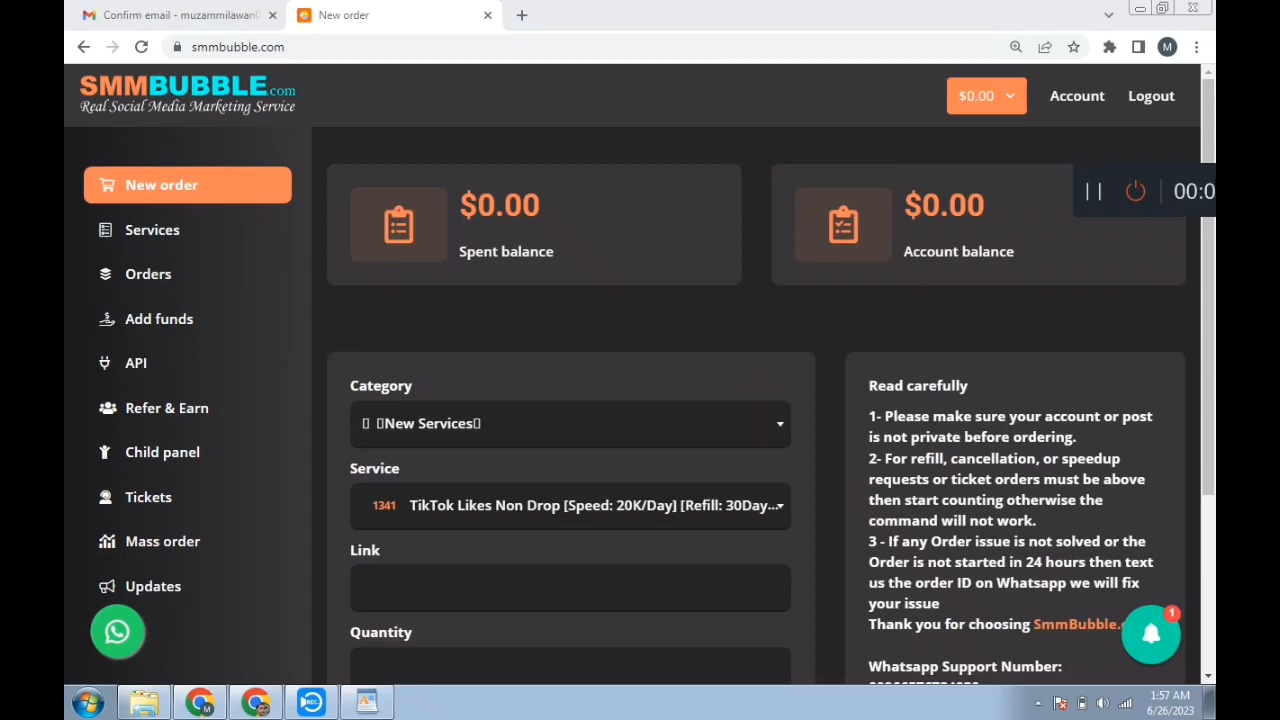 Confirm email - muzammilawan
New order
smmbubble.com
M
SMMBUBBLE.com
Real Social Media Marketing Service
$0.00
Account
Logout
New order
Services
Orders
Add funds
API
Refer & Earn
Child panel
Tickets
Mass order
Updates
$0.00
Spent balance
$0.00
Account balance
00:0
Category
New Services
Service
1341 TikTok Likes Non Drop [Speed: 20K/Day] [Refill: 30Day...
Link
Quantity
Read carefully
1- Please make sure your account or post
is not private before ordering.
2- For refill, cancellation, or speedup
requests or ticket orders must be above
then start counting otherwise the
command will not work.
3 - If any Order issue is not solved or the
Order is not started in 24 hours then text
us the order ID on Whatsapp we will fix
your issue
Thank you for choosing SmmBubble.
1
Whatsapp Support Number:
REC
1:57 AM
6/26/2023